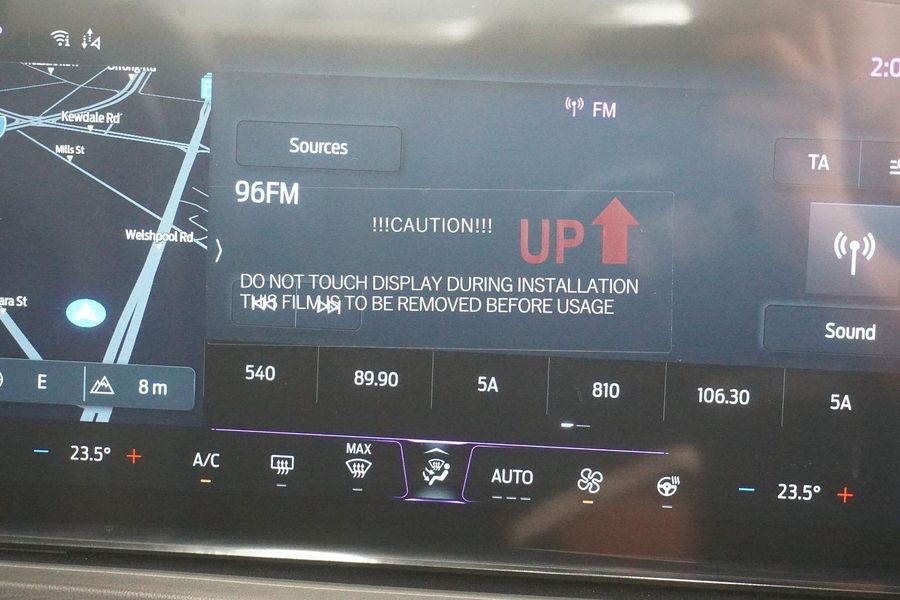 2:0
FM
Kewdale Rd
Mills St
Sources
TA
96FM
!!!CAUTION!!!
UP
Welshpool Rd
DO NOT TOUCH DISPLAY DURING INSTALLATION
THIS FILM IS TO BE REMOVED BEFORE USAGE
ara St
Sound
E
8 m
540
89.90
5A
810
106.30
5A
MAX
23.5°
A/C
AUTO
23.5°